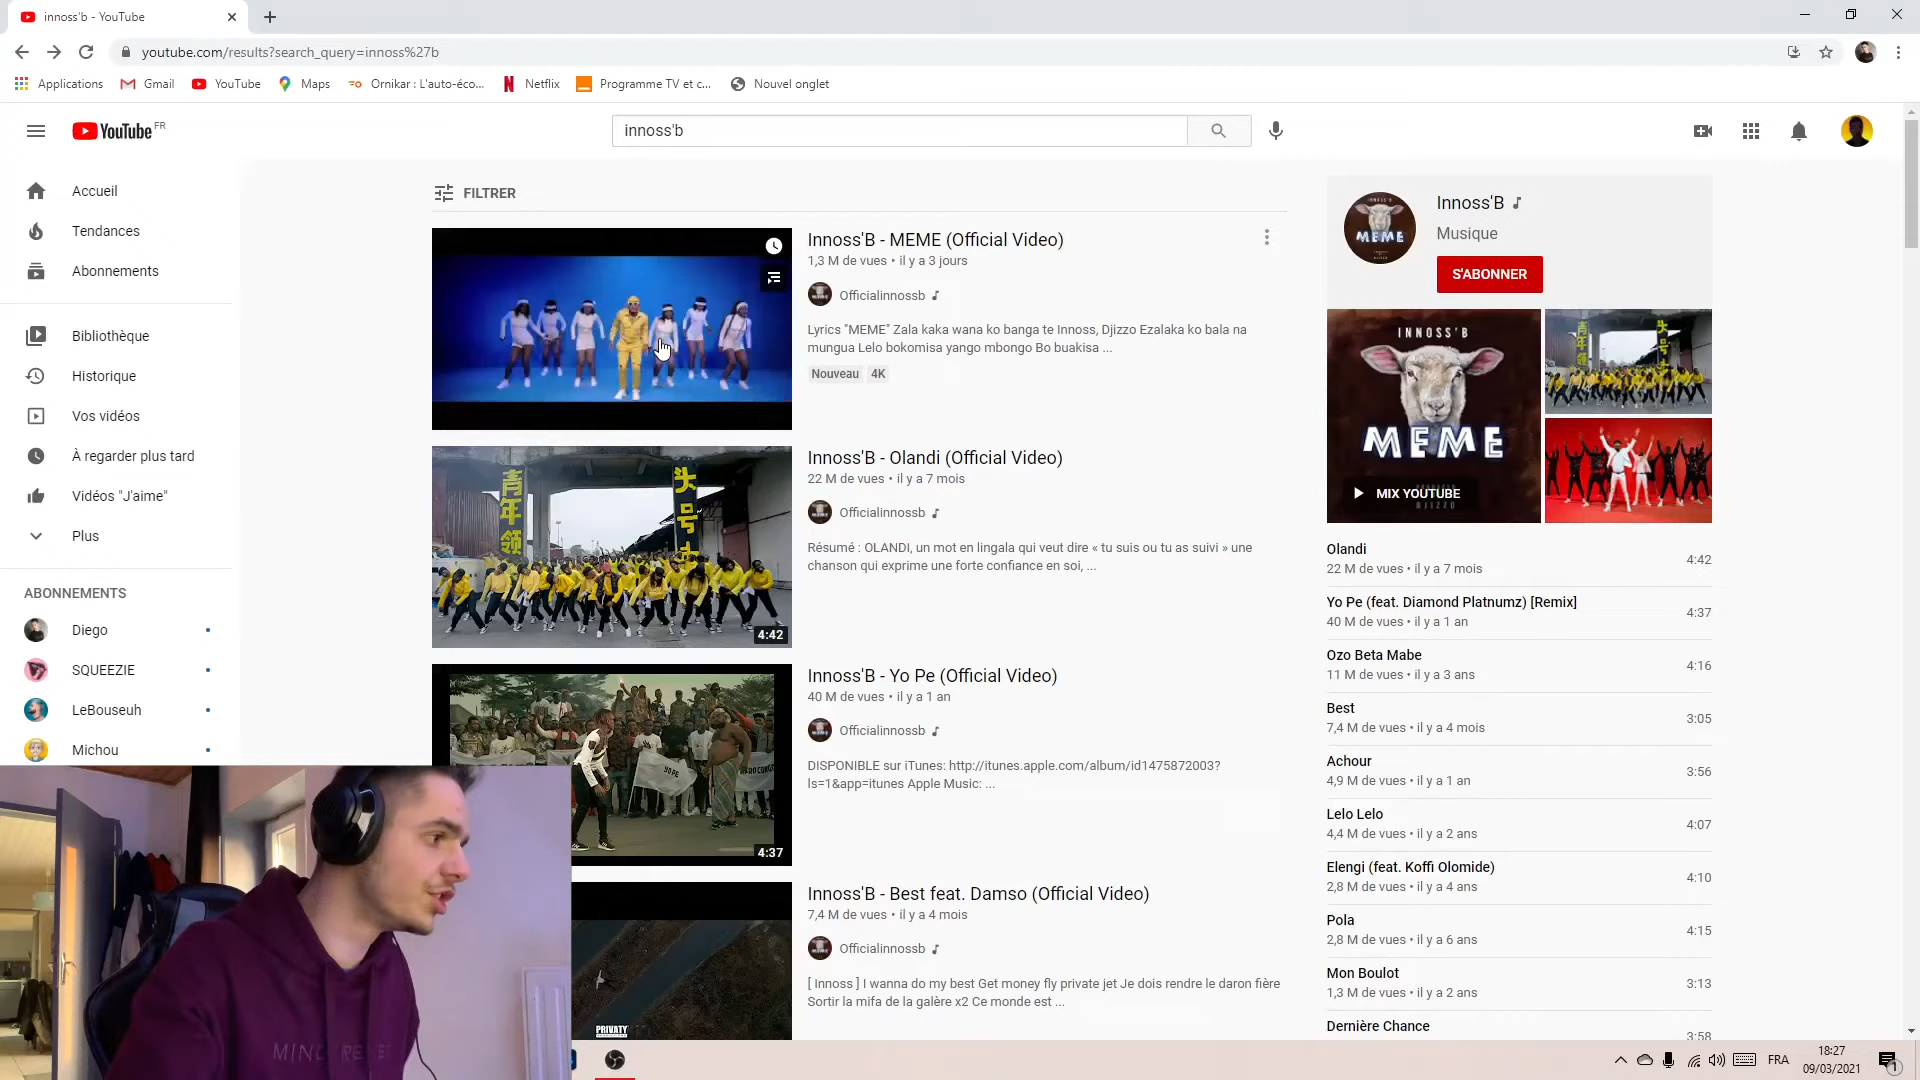 innoss'b - YouTube
youtube.com/results?search_query=innoss%27b
Applications
Gmail
YouTube
Maps
Ornikar : L'auto-éco...
Netflix
Programme TV et c...
Nouvel onglet
YouTube FR
innoss'b
Accueil
Tendances
Abonnements
Bibliothèque
Historique
Vos vidéos
À regarder plus tard
Vidéos "J'aime"
Plus
ABONNEMENTS
Diego
SQUEEZIE
LeBouseuh
Michou
FILTRER
Innoss'B - MEME (Official Video)
1,3 M de vues • il y a 3 jours
Officialinnossb
Lyrics "MEME" Zala kaka wana ko banga te Innoss, Djizzo Ezalaka ko bala na
mungua Lelo bokomisa yango mbongo Bo buakisa ...
Nouveau 4K
青年领
头号
4:42
Innoss'B - Olandi (Official Video)
22 M de vues • il y a 7 mois
Officialinnossb
Résumé : OLANDI, un mot en lingala qui veut dire « tu suis ou tu as suivi » une
chanson qui exprime une forte confiance en soi, ...
YOPE
4:37
Innoss'B - Yo Pe (Official Video)
40 M de vues • il y a 1 an
Officialinnossb
DISPONIBLE sur iTunes: http://itunes.apple.com/album/id1475872003?
ls=1&app=itunes Apple Music: ...
PRIVATY
Innoss'B - Best feat. Damso (Official Video)
7,4 M de vues • il y a 4 mois
Officialinnossb
[ Innoss ] I wanna do my best Get money fly private jet Je dois rendre le daron fière
Sortir la mifa de la galère x2 Ce monde est ...
MEME
Innoss'B
Musique
S'ABONNER
INNOSS'B
MEME
MIX YOUTUBE
DJIZZO
Olandi
22 M de vues • il y a 7 mois
4:42
Yo Pe (feat. Diamond Platnumz) [Remix]
40 M de vues • il y a 1 an
4:37
Ozo Beta Mabe
11 M de vues • il y a 3 ans
4:16
Best
7,4 M de vues • il y a 4 mois
3:05
Achour
4,9 M de vues • il y a 1 an
3:56
Lelo Lelo
4,4 M de vues • il y a 2 ans
4:07
Elengi (feat. Koffi Olomide)
2,8 M de vues • il y a 4 ans
4:10
Pola
2,8 M de vues • il y a 6 ans
4:15
Mon Boulot
1,3 M de vues • il y a 2 ans
3:13
Dernière Chance
3:58
FRA
18:27
09/03/2021
1